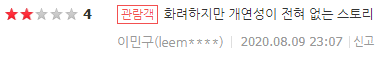 4 관람객 화려하지만 개연성이 전혀 없는 스토리
이민구(leem****) 2020.08.09 23:07 신고